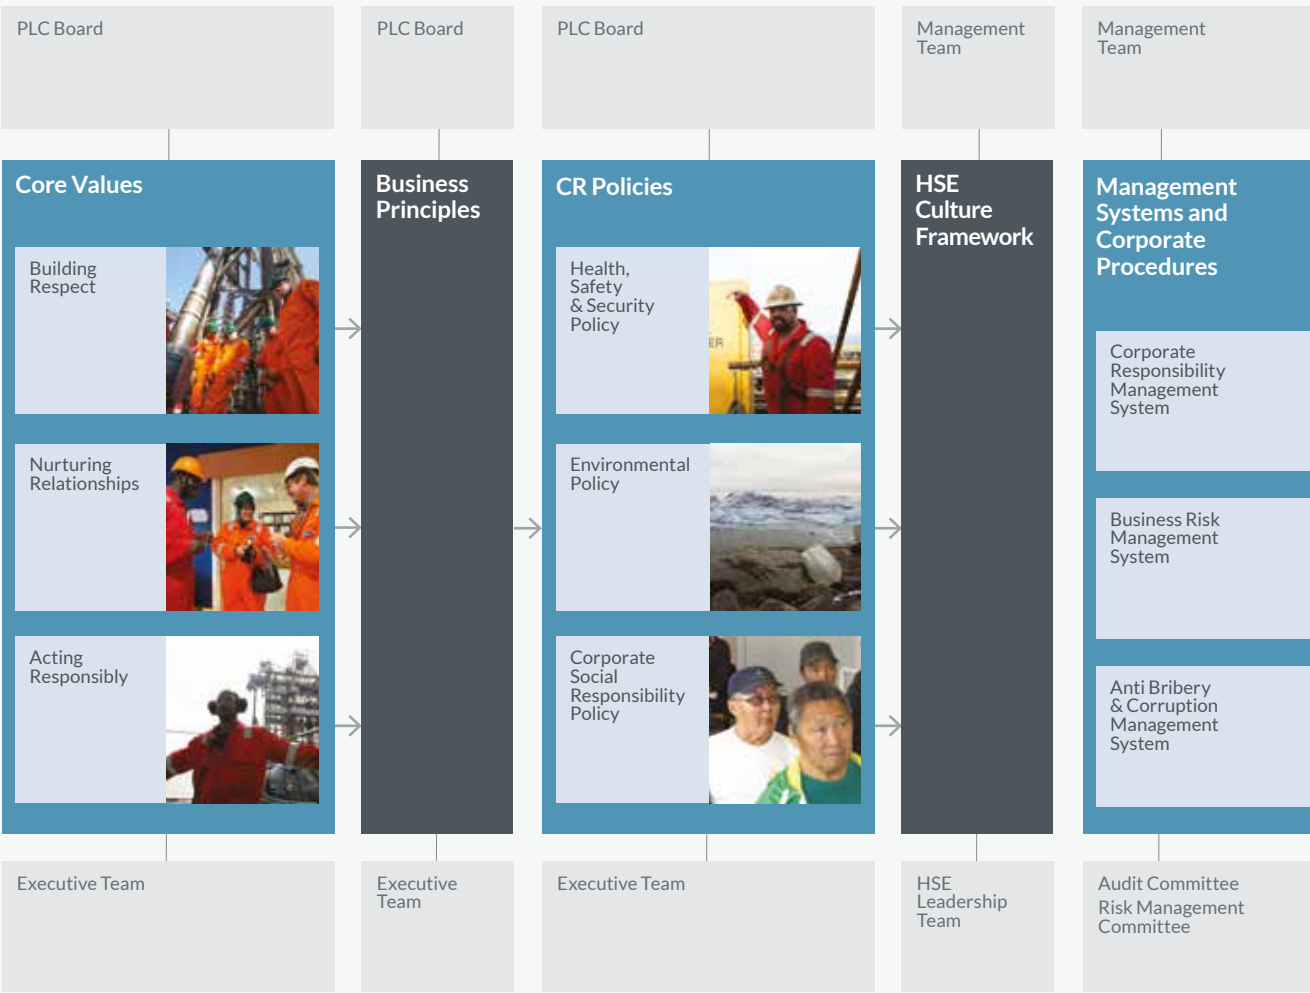 PLC Board
PLC Board
PLC Board
Management
Team
Management
Team
Core Values
Building
Respect
Nurturing
Relationships
Acting
Responsibly
Business
Principles
CR Policies
Health,
Safety
& Security
Policy
ER
Environmental
Policy
Corporate
Social
Responsibility
Policy
HSE
Culture
Framework
Management
Systems and
Corporate
Procedures
Corporate
Responsibility
Management
System
Business Risk
Management
System
Anti Bribery
& Corruption
Management
System
Executive Team
Executive
Team
Executive Team
HSE
Leadership
Team
Audit Committee
Risk Management
Committee